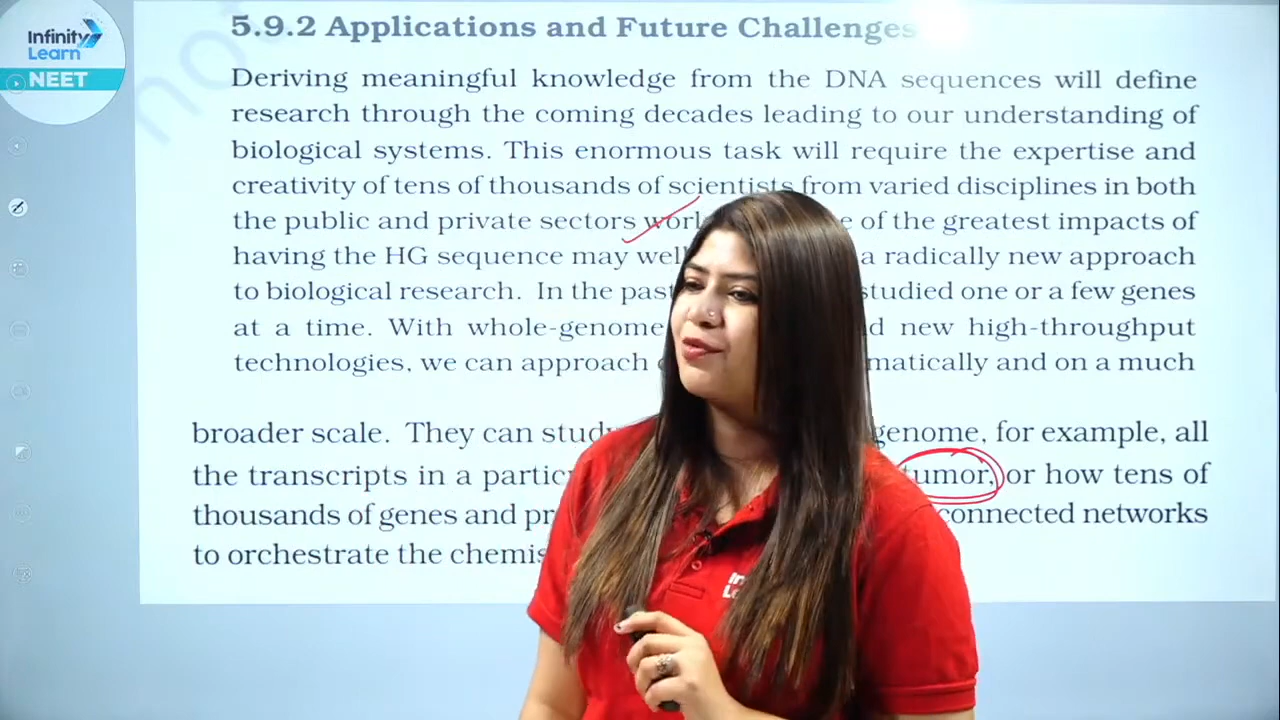 Infinity
Learn
NEET
no
5.9.2 Applications and Future Challenges
Deriving meaningful knowledge from the DNA sequences will define
research through the coming decades leading to our understanding of
biological systems. This enormous task will require the expertise and
creativity of tens of thousands of scientists from varied disciplines in both
the public and private sectors of the greatest impacts of
having the HG sequence may well a radically new approach
to biological research. In the past studied one or a few genes
at a time. With whole-genome new high-throughput
technologies, we can approach and on a much
broader scale. They can study genome, for example, all
the transcripts in a tumor, or how tens of
thousands of genes and connected networks
to orchestrate the